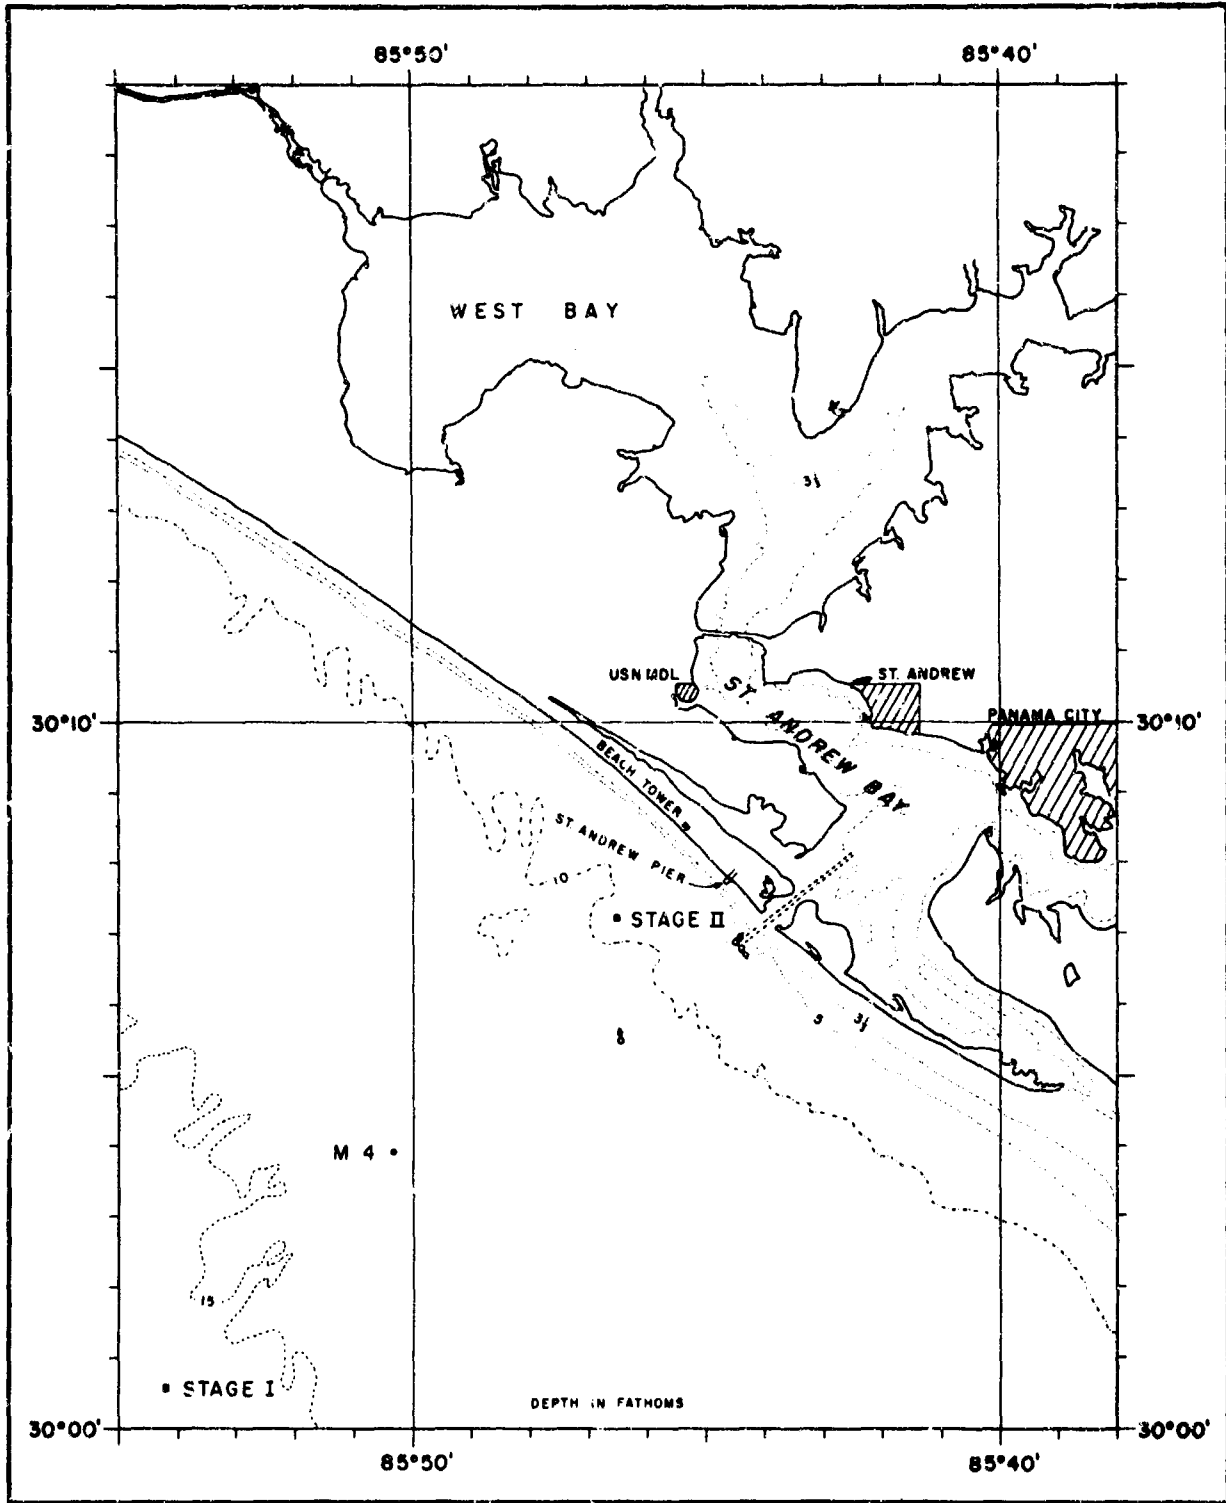 85°50'
85°40'
WEST BAY
3½
USN MDL
ST. ANDREW
ST. ANDREW BAY
PANAMA CITY
30°10'
30°10'
BEACH TOWER
ST. ANDREW PIER
10
STAGE II
5
3½
M 4
15
STAGE I
DEPTH IN FATHOMS
30°00'
30°00'
85°50'
85°40'